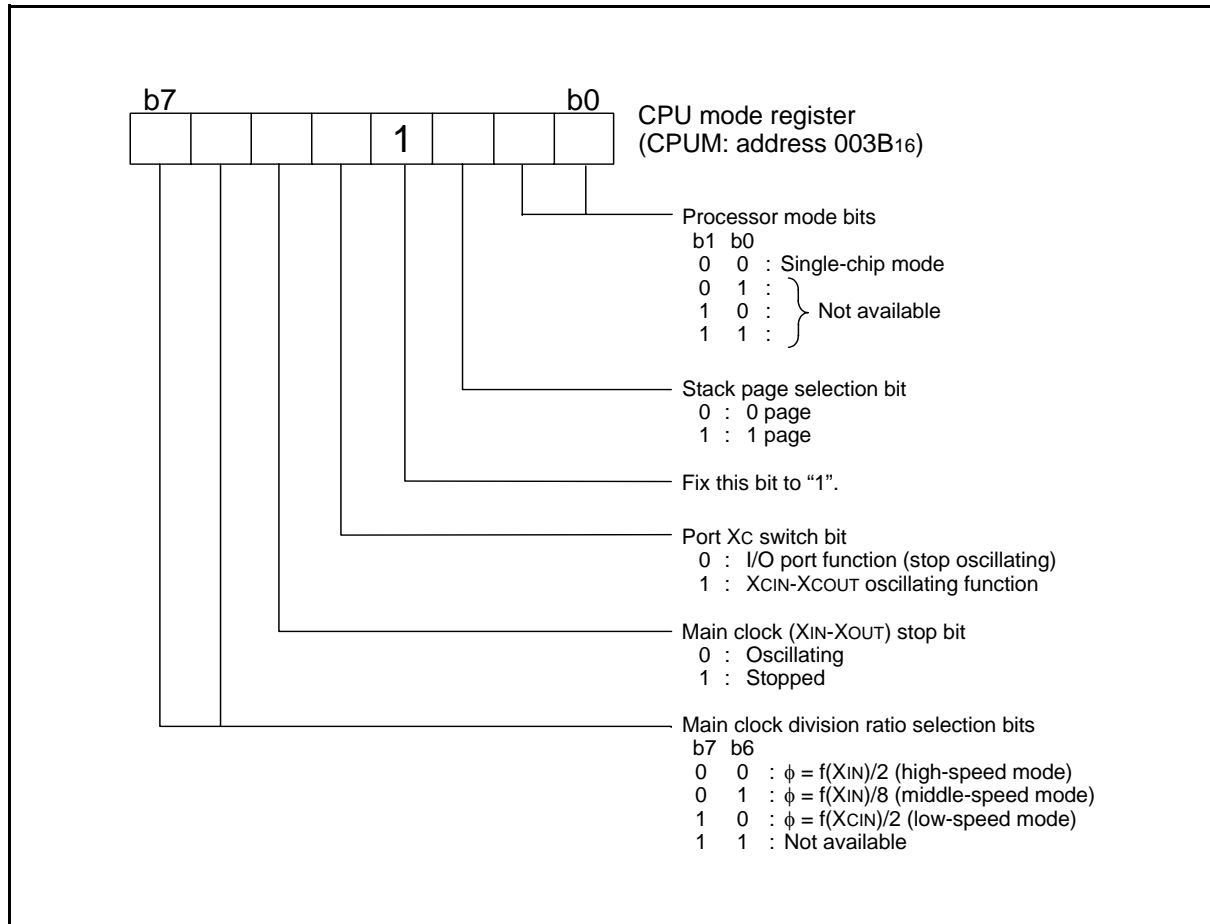 b7 b0
1
CPU mode register
(CPUM: address 003B16)
Processor mode bits
b1 b0
0 0 : Single-chip mode
0 1 :
1 0 : Not available
1 1 :
Stack page selection bit
0 : 0 page
1 : 1 page
Fix this bit to “1”.
Port XC switch bit
0 : I/O port function (stop oscillating)
1 : XCIN-XCOUT oscillating function
Main clock (XIN-XOUT) stop bit
0 : Oscillating
1 : Stopped
Main clock division ratio selection bits
b7 b6
0 0 : ϕ = f(XIN)/2 (high-speed mode)
0 1 : ϕ = f(XIN)/8 (middle-speed mode)
1 0 : ϕ = f(XCIN)/2 (low-speed mode)
1 1 : Not available